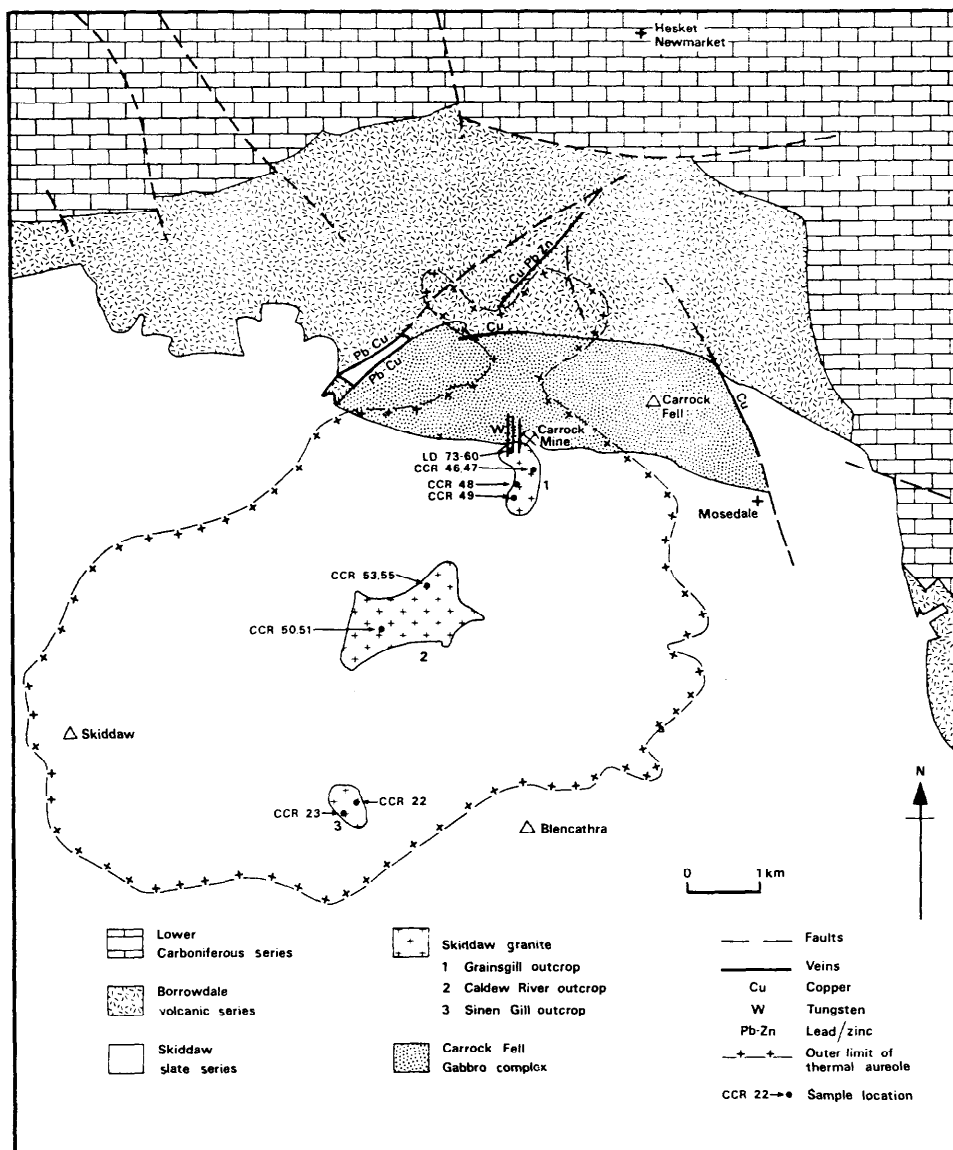 Hesket
Newmarket
Cu-Pb-Zn
Cu
Pb-Cu
Pb-Cu
Carrock
Fell
Cu
W
Carrock
Mine
LD 73-60
CCR 46,47
CCR 48
CCR 49
1
Mosedale
CCR 53,55
CCR 50,51
2
Skiddaw
N
CCR 22
CCR 23
3
Blencathra
0 1 km
Lower
Carboniferous series
Borrowdale
volcanic series
Skiddaw
slate series
Skiddaw granite
1 Grainsgill outcrop
2 Caldew River outcrop
3 Sinen Gill outcrop
Carrock Fell
Gabbro complex
Faults
Veins
Cu Copper
W Tungsten
Pb-Zn Lead/zinc
Outer limit of
thermal aureole
CCR 22 Sample location